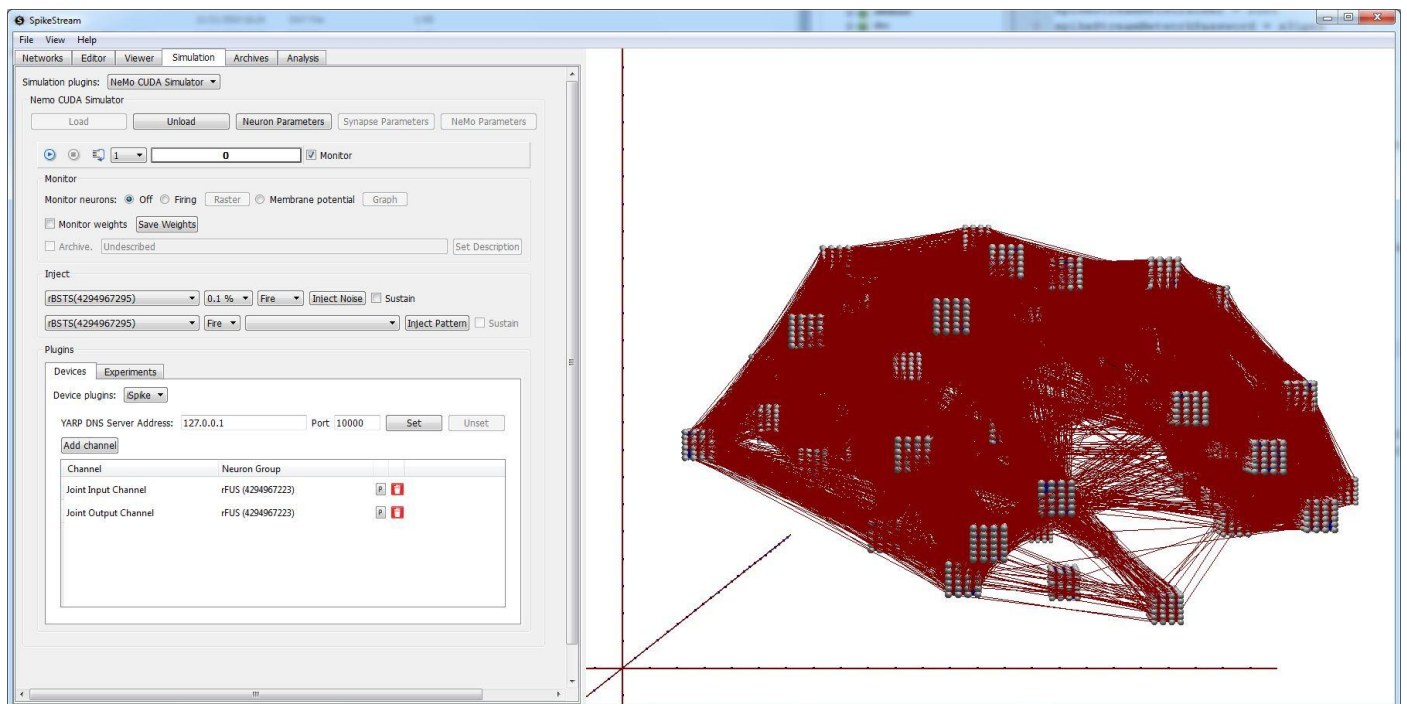 SpikeStream
File View Help
Networks Editor Viewer Simulation Archives Analysis
Simulation plugins: NeMo CUDA Simulator
Nemo CUDA Simulator
Load Unload Neuron Parameters Synapse Parameters NeMo Parameters
1 0 Monitor
Monitor
Monitor neurons: Off Firing Raster Membrane potential Graph
Monitor weights Save Weights
Archive. Undescribed Set Description
Inject
rBSTS(4294967295) 0.1 % Fire Inject Noise Sustain
rBSTS(4294967295) Fire Inject Pattern Sustain
Plugins
Devices Experiments
Device plugins: iSpike
YARP DNS Server Address: 127.0.0.1 Port 10000 Set Unset
Add channel
Channel Neuron Group
Joint Input Channel rFUS (4294967223) P
Joint Output Channel rFUS (4294967223) P